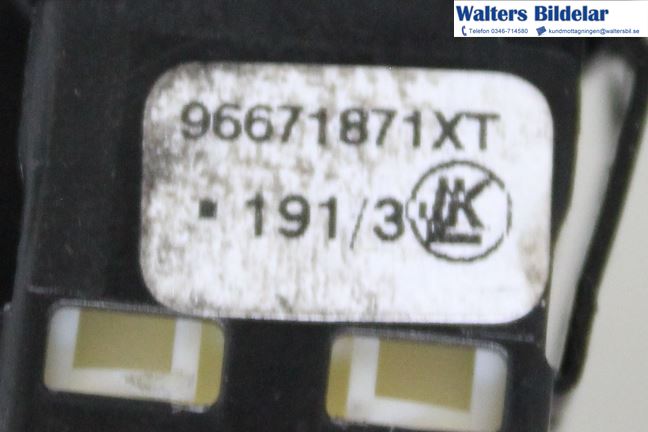 Walters Bildelar
Telefon 0346-714580 kundmottagningen@waltersbil.se
96671871XT
191/3